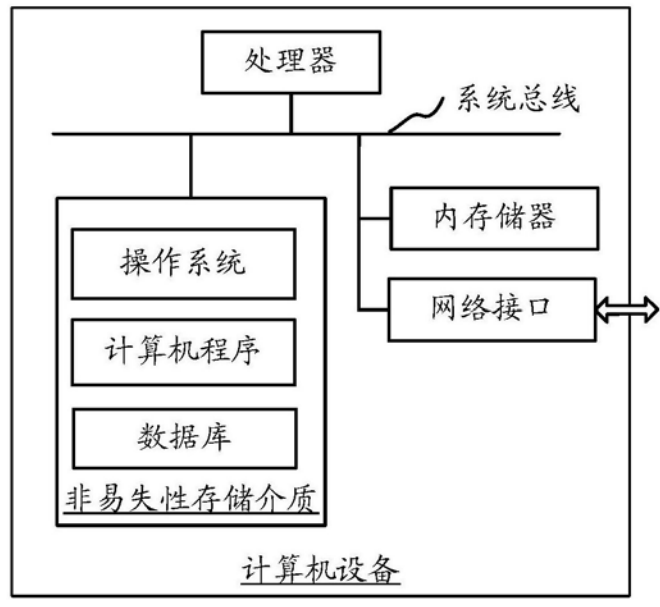 处理器
系统总线
内存储器
操作系统
网络接口
计算机程序
数据库
非易失性存储介质
计算机设备